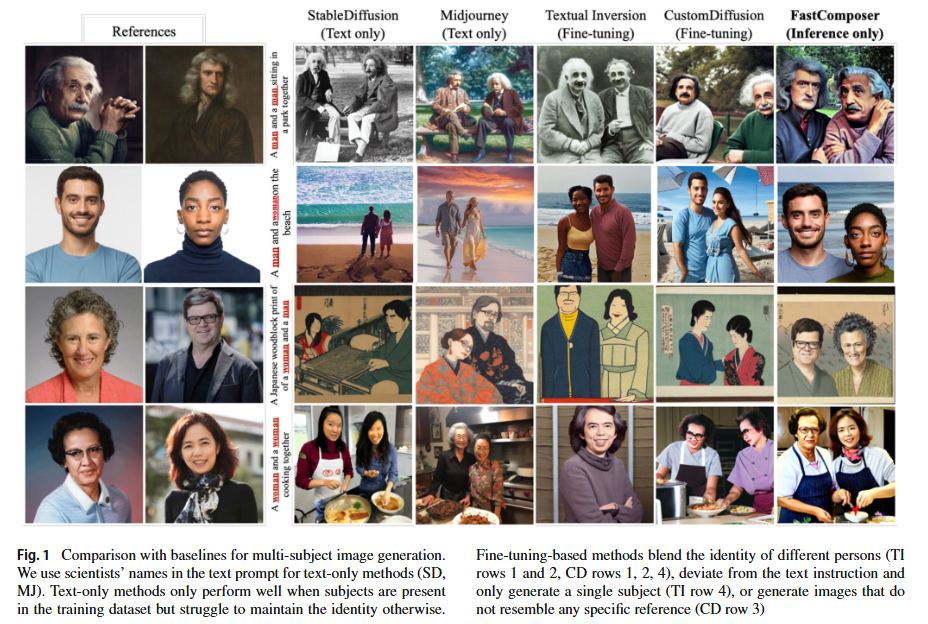 References
StableDiffusion
(Text only)
Midjourney
(Text only)
Textual Inversion
(Fine-tuning)
CustomDiffusion
(Fine-tuning)
FastComposer
(Inference only)
A man and a man sitting in
a park together
A man and a woman on the
beach
A Japanese woodblock print of
of a woman and a man
A woman and a woman
cooking together
Fig. 1 Comparison with baselines for multi-subject image generation.
We use scientists' names in the text prompt for text-only methods (SD,
MJ). Text-only methods only perform well when subjects are present
in the training dataset but struggle to maintain the identity otherwise.
Fine-tuning-based methods blend the identity of different persons (TI
rows 1 and 2, CD rows 1, 2, 4), deviate from the text instruction and
only generate a single subject (TI row 4), or generate images that do
not resemble any specific reference (CD row 3)